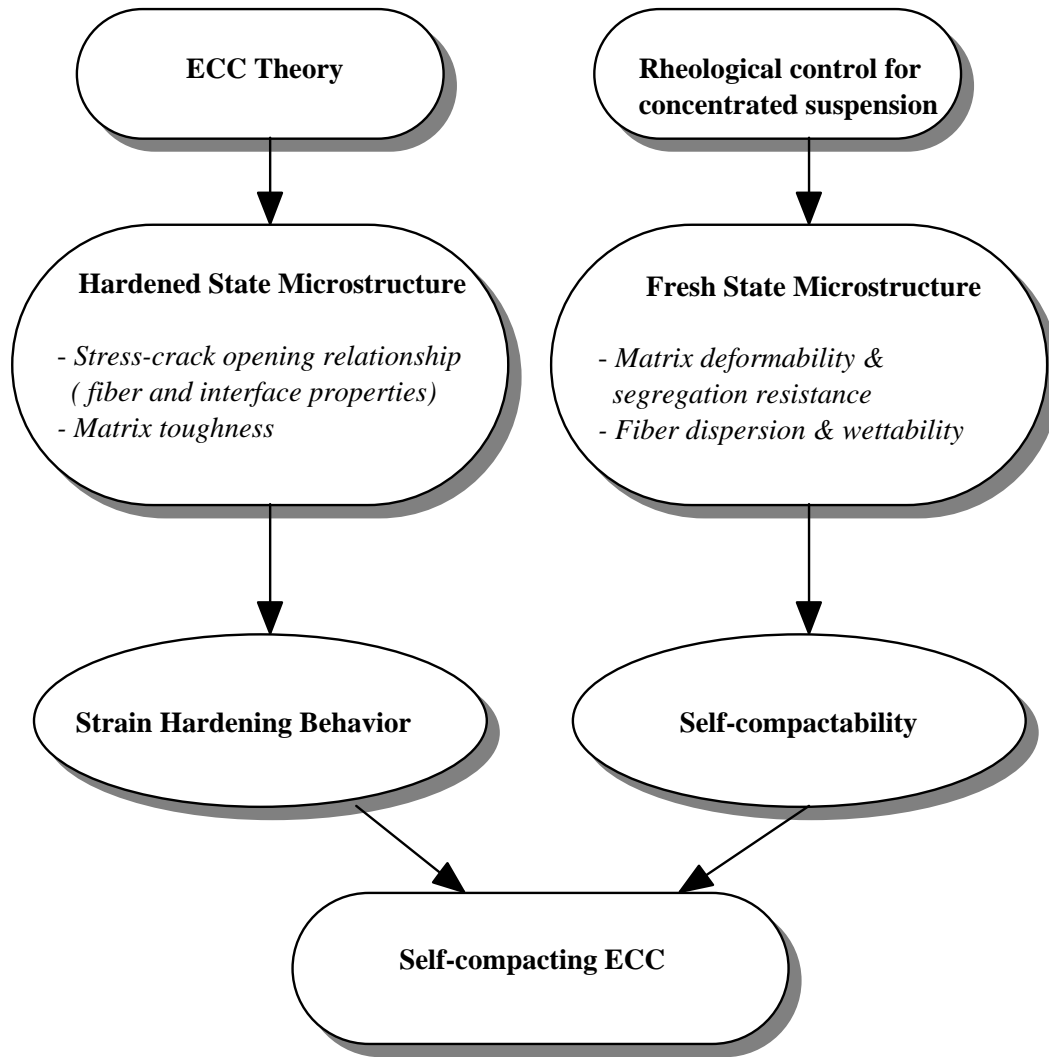 ECC Theory
Rheological control for
concentrated suspension
Hardened State Microstructure
- Stress-crack opening relationship
( fiber and interface properties)
- Matrix toughness
Fresh State Microstructure
- Matrix deformability &
segregation resistance
- Fiber dispersion & wettability
Strain Hardening Behavior
Self-compactability
Self-compacting ECC